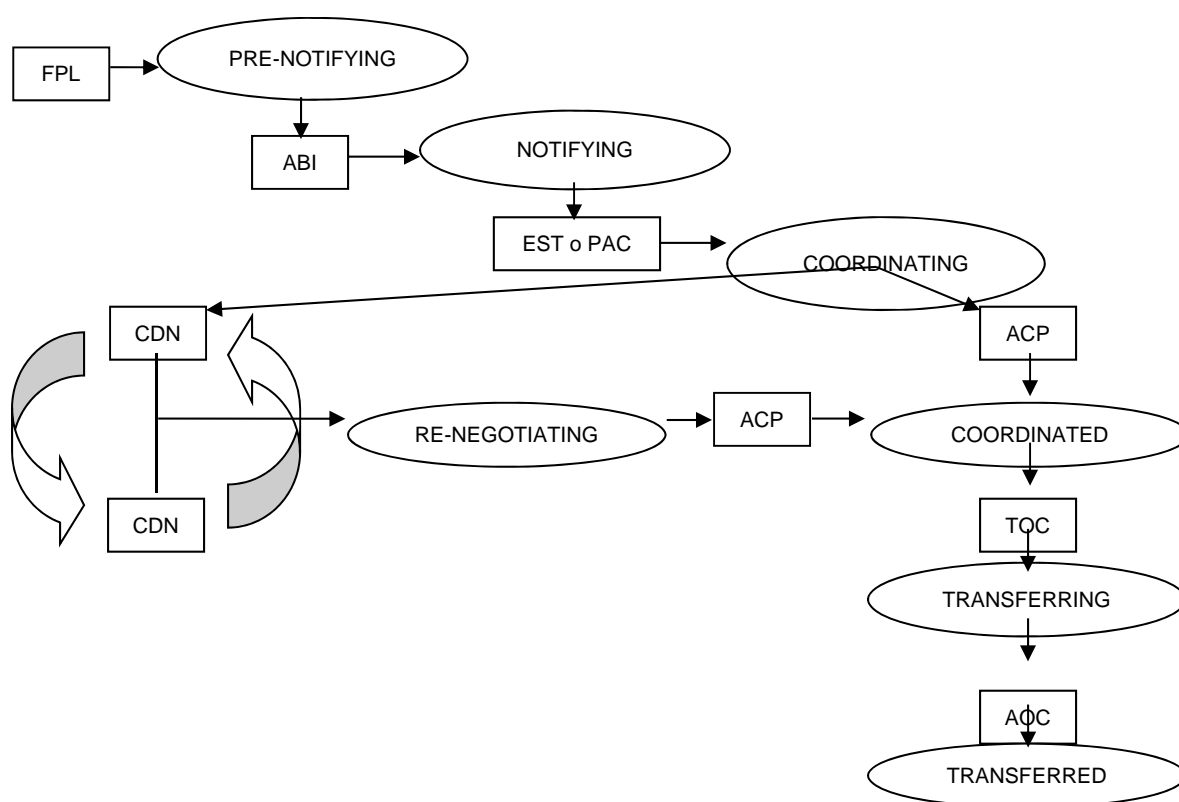 FPL
PRE-NOTIFYING
ABI
NOTIFYING
EST o PAC
COORDINATING
CDN
ACP
RE-NEGOTIATING
ACP
COORDINATED
CDN
TOC
TRANSFERRING
AOC
TRANSFERRED